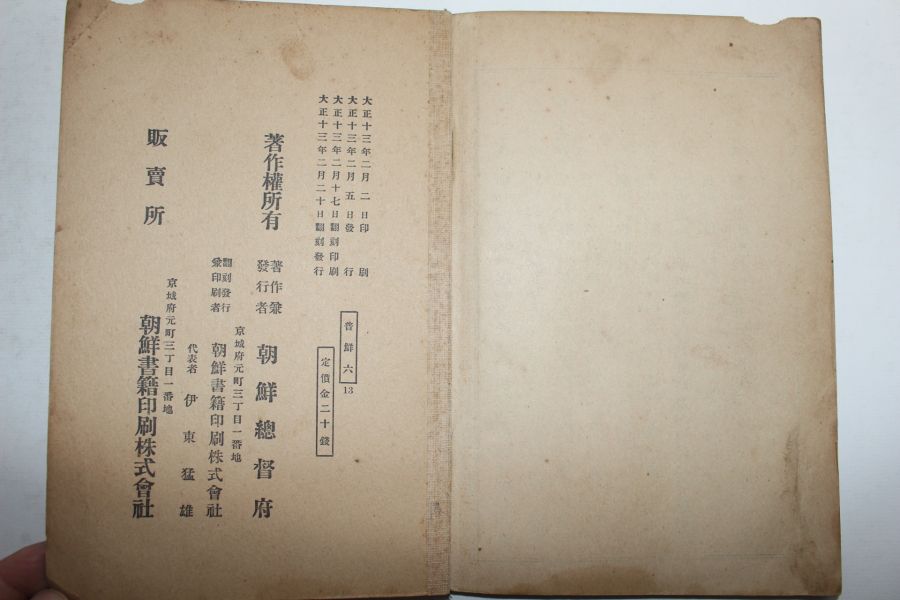 大正十三年二月二日印刷
大正十三年二月五日發行
大正十三年二月十七日翻刻印刷
大正十三年二月二十日翻刻發行
普鮮六
13
定價金二十錢
著作權所有
著作兼
發行者
朝鮮總督府
京城府元町三丁目一番地
翻刻發行
兼印刷者
朝鮮書籍印刷株式會社
代表者 伊東猛雄
京城府元町三丁目一番地
販賣所
朝鮮書籍印刷株式會社